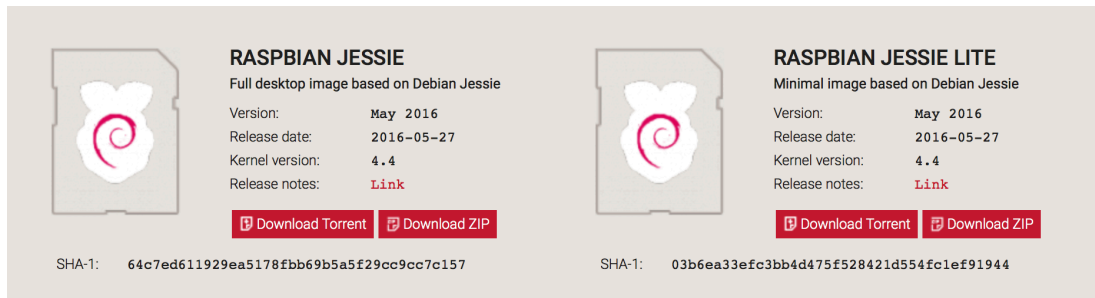 RASPBIAN JESSIE
Full desktop image based on Debian Jessie
Version: May 2016
Release date: 2016-05-27
Kernel version: 4.4
Release notes: Link
Download Torrent Download ZIP
SHA-1: 64c7ed611929ea5178fbb69b5a5f29cc9cc7c157
RASPBIAN JESSIE LITE
Minimal image based on Debian Jessie
Version: May 2016
Release date: 2016-05-27
Kernel version: 4.4
Release notes: Link
Download Torrent Download ZIP
SHA-1: 03b6ea33efc3bb4d475f528421d554fc1ef91944